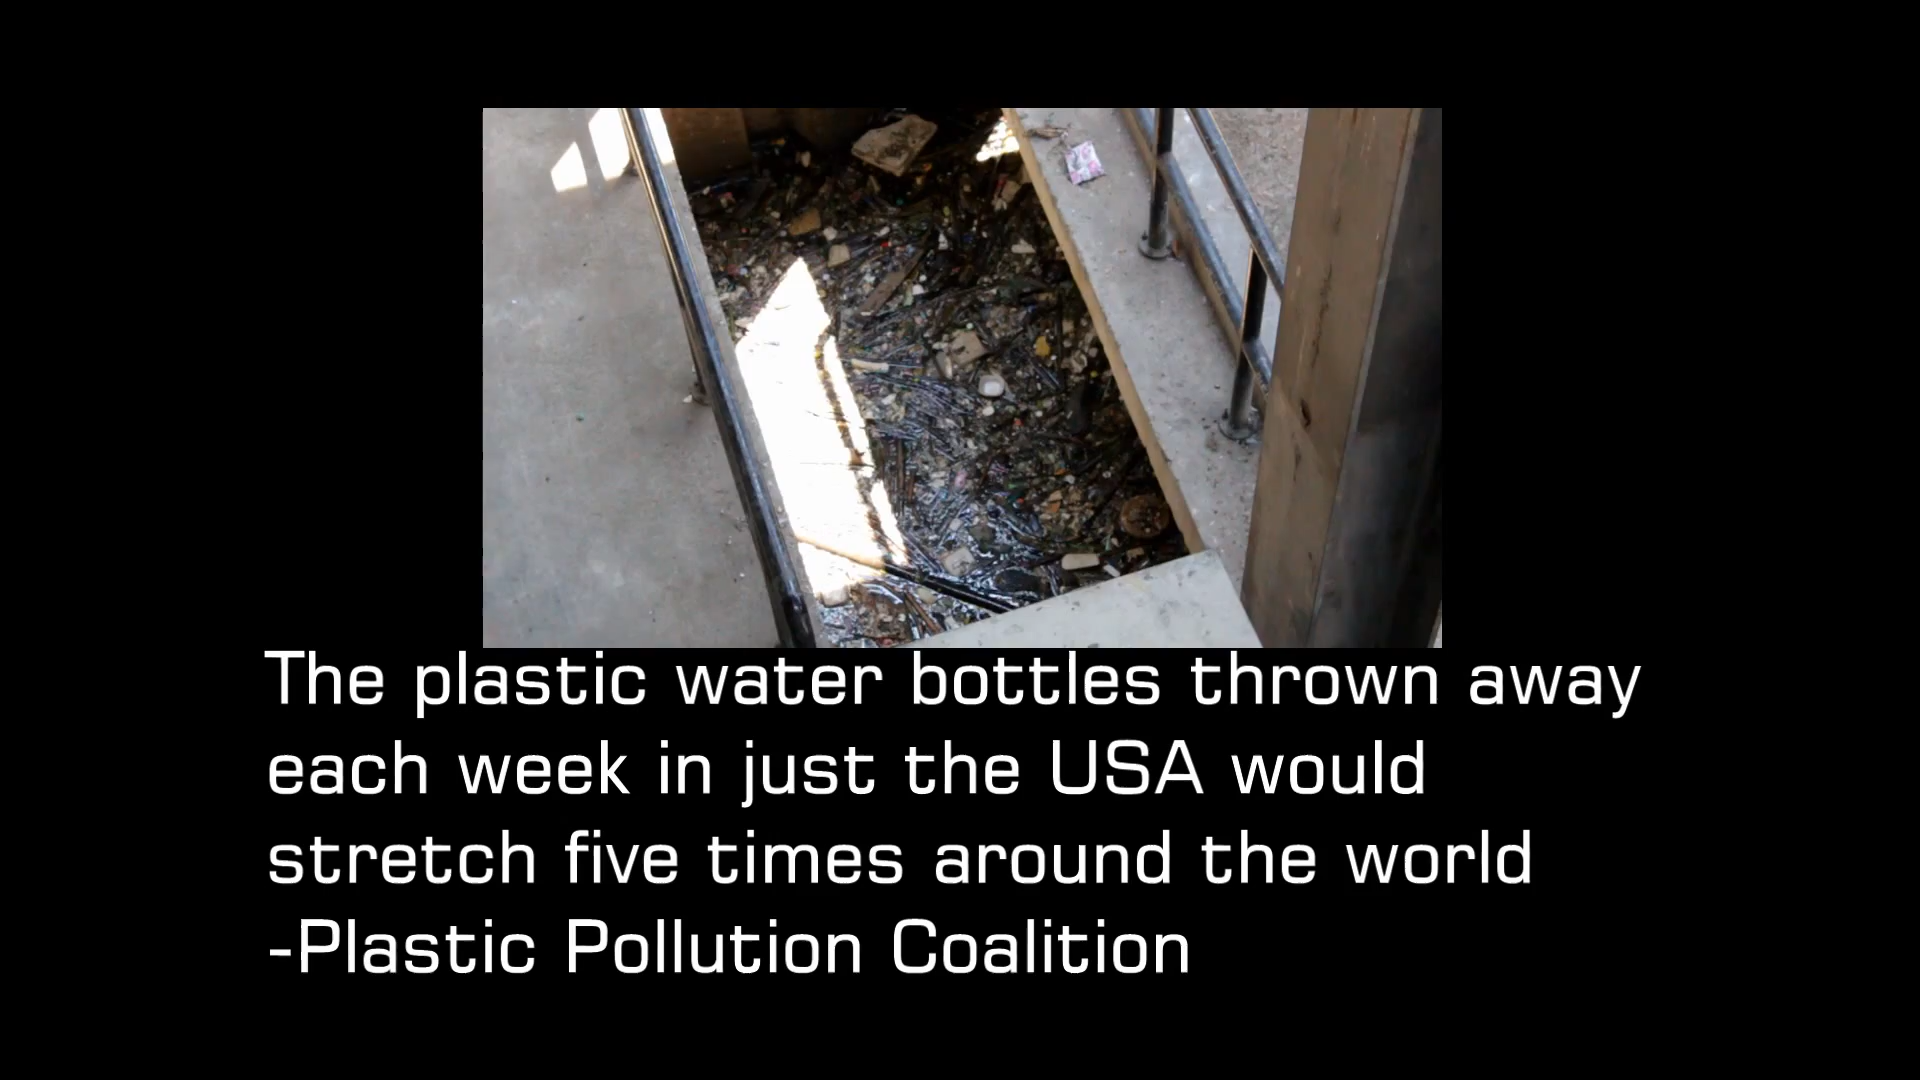 The plastic water bottles thrown away
each week in just the USA would
stretch five times around the world
-Plastic Pollution Coalition